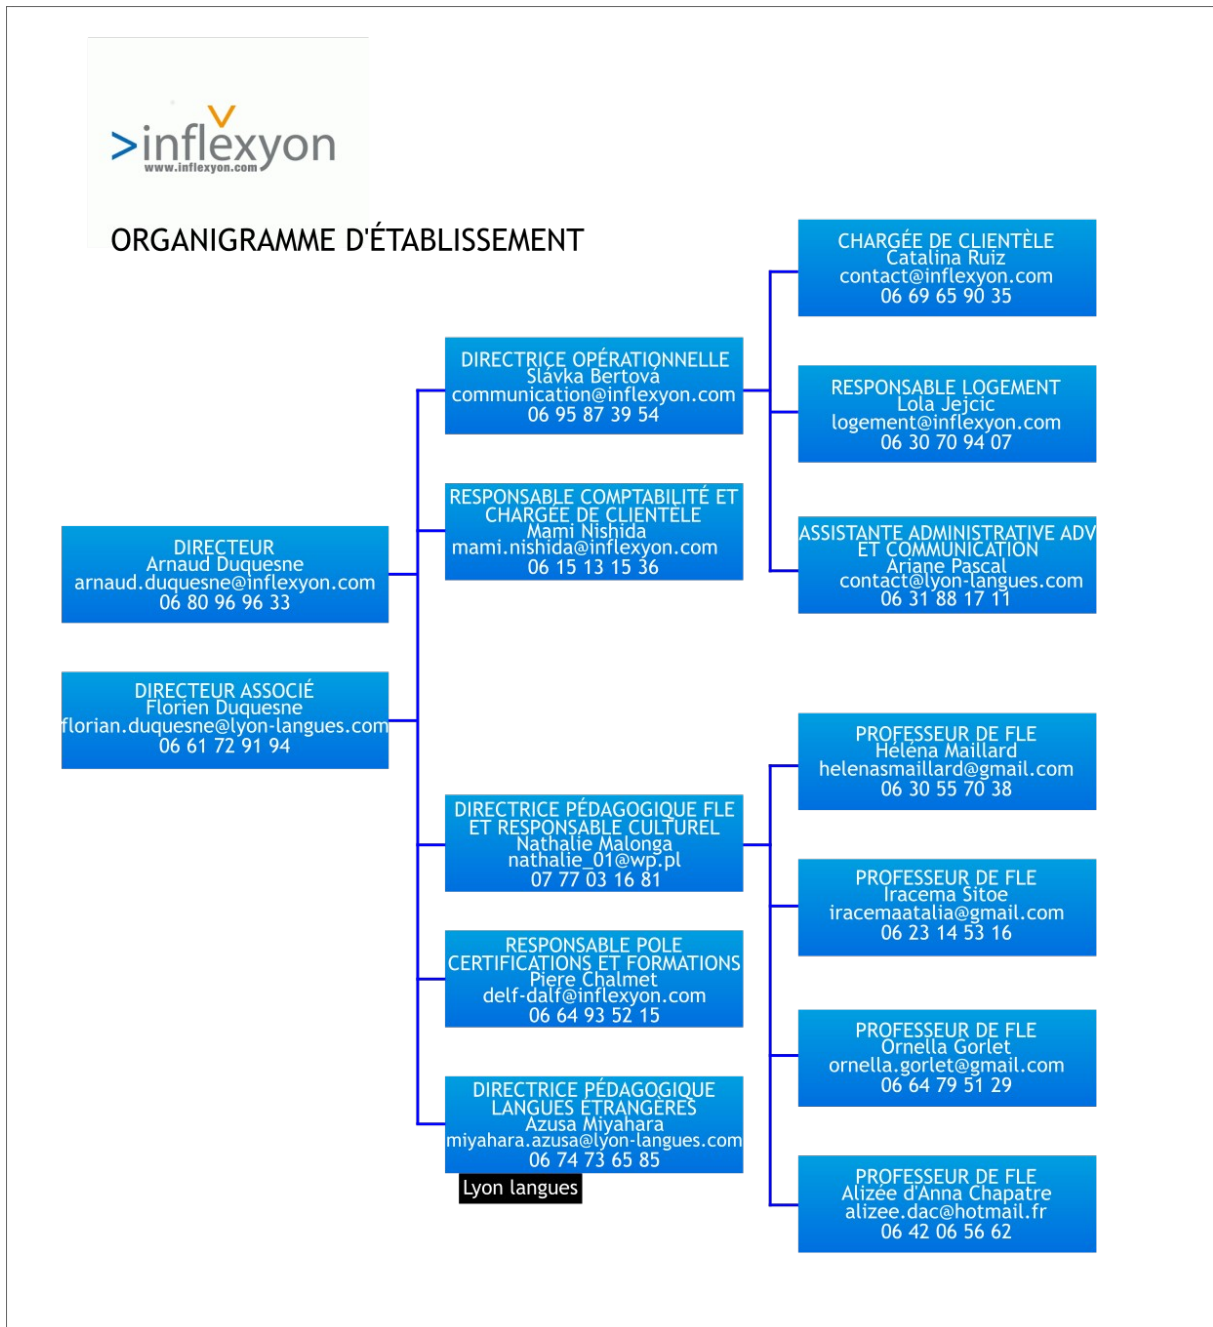 >inflexyon
www.inflexyon.com
ORGANIGRAMME D'ÉTABLISSEMENT
DIRECTEUR
Arnaud Duquesne
arnaud.duquesne@inflexyon.com
06 80 96 96 33
DIRECTEUR ASSOCIÉ
Florien Duquesne
florian.duquesne@lyon-langues.com
06 61 72 91 94
DIRECTRICE OPÉRATIONNELLE
Slávka Bertová
communication@inflexyon.com
06 95 87 39 54
RESPONSABLE COMPTABILITÉ ET
CHARGÉE DE CLIENTÈLE
Mami Nishida
mami.nishida@inflexyon.com
06 15 13 15 36
DIRECTRICE PÉDAGOGIQUE FLE
ET RESPONSABLE CULTUREL
Nathalie Malonga
nathalie_01@wp.pl
07 77 03 16 81
RESPONSABLE POLE
CERTIFICATIONS ET FORMATIONS
Piere Chalmet
delf-dalf@inflexyon.com
06 64 93 52 15
DIRECTRICE PÉDAGOGIQUE
LANGUES ÉTRANGÈRES
Azusa Miyahara
miyahara.azusa@lyon-langues.com
06 74 73 65 85
Lyon langues
CHARGÉE DE CLIENTÈLE
Catalina Ruiz
contact@inflexyon.com
06 69 65 90 35
RESPONSABLE LOGEMENT
Lola Jejcic
logement@inflexyon.com
06 30 70 94 07
ASSISTANTE ADMINISTRATIVE ADV
ET COMMUNICATION
Ariane Pascal
contact@lyon-langues.com
06 31 88 17 11
PROFESSEUR DE FLE
Héléna Maillard
helenasmaillard@gmail.com
06 30 55 70 38
PROFESSEUR DE FLE
Iracema Sitoe
iracemaatalia@gmail.com
06 23 14 53 16
PROFESSEUR DE FLE
Ornella Gorlet
ornella.gorlet@gmail.com
06 64 79 51 29
PROFESSEUR DE FLE
Alizée d'Anna Chapatre
alizee.dac@hotmail.fr
06 42 06 56 62